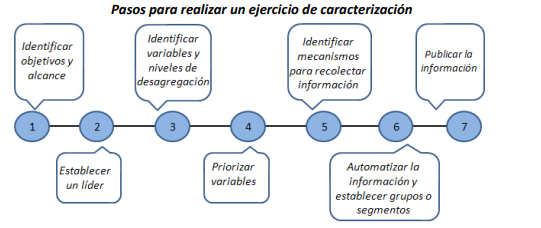 Pasos para realizar un ejercicio de caracterización
Identificar
objetivos y
alcance
Identificar
variables y
niveles de
desagregación
Identificar
mecanismos
para recolectar
información
Publicar la
información
1
2
3
4
5
6
7
Establecer
un líder
Priorizar
variables
Automatizar la
información y
establecer grupos o
segmentos